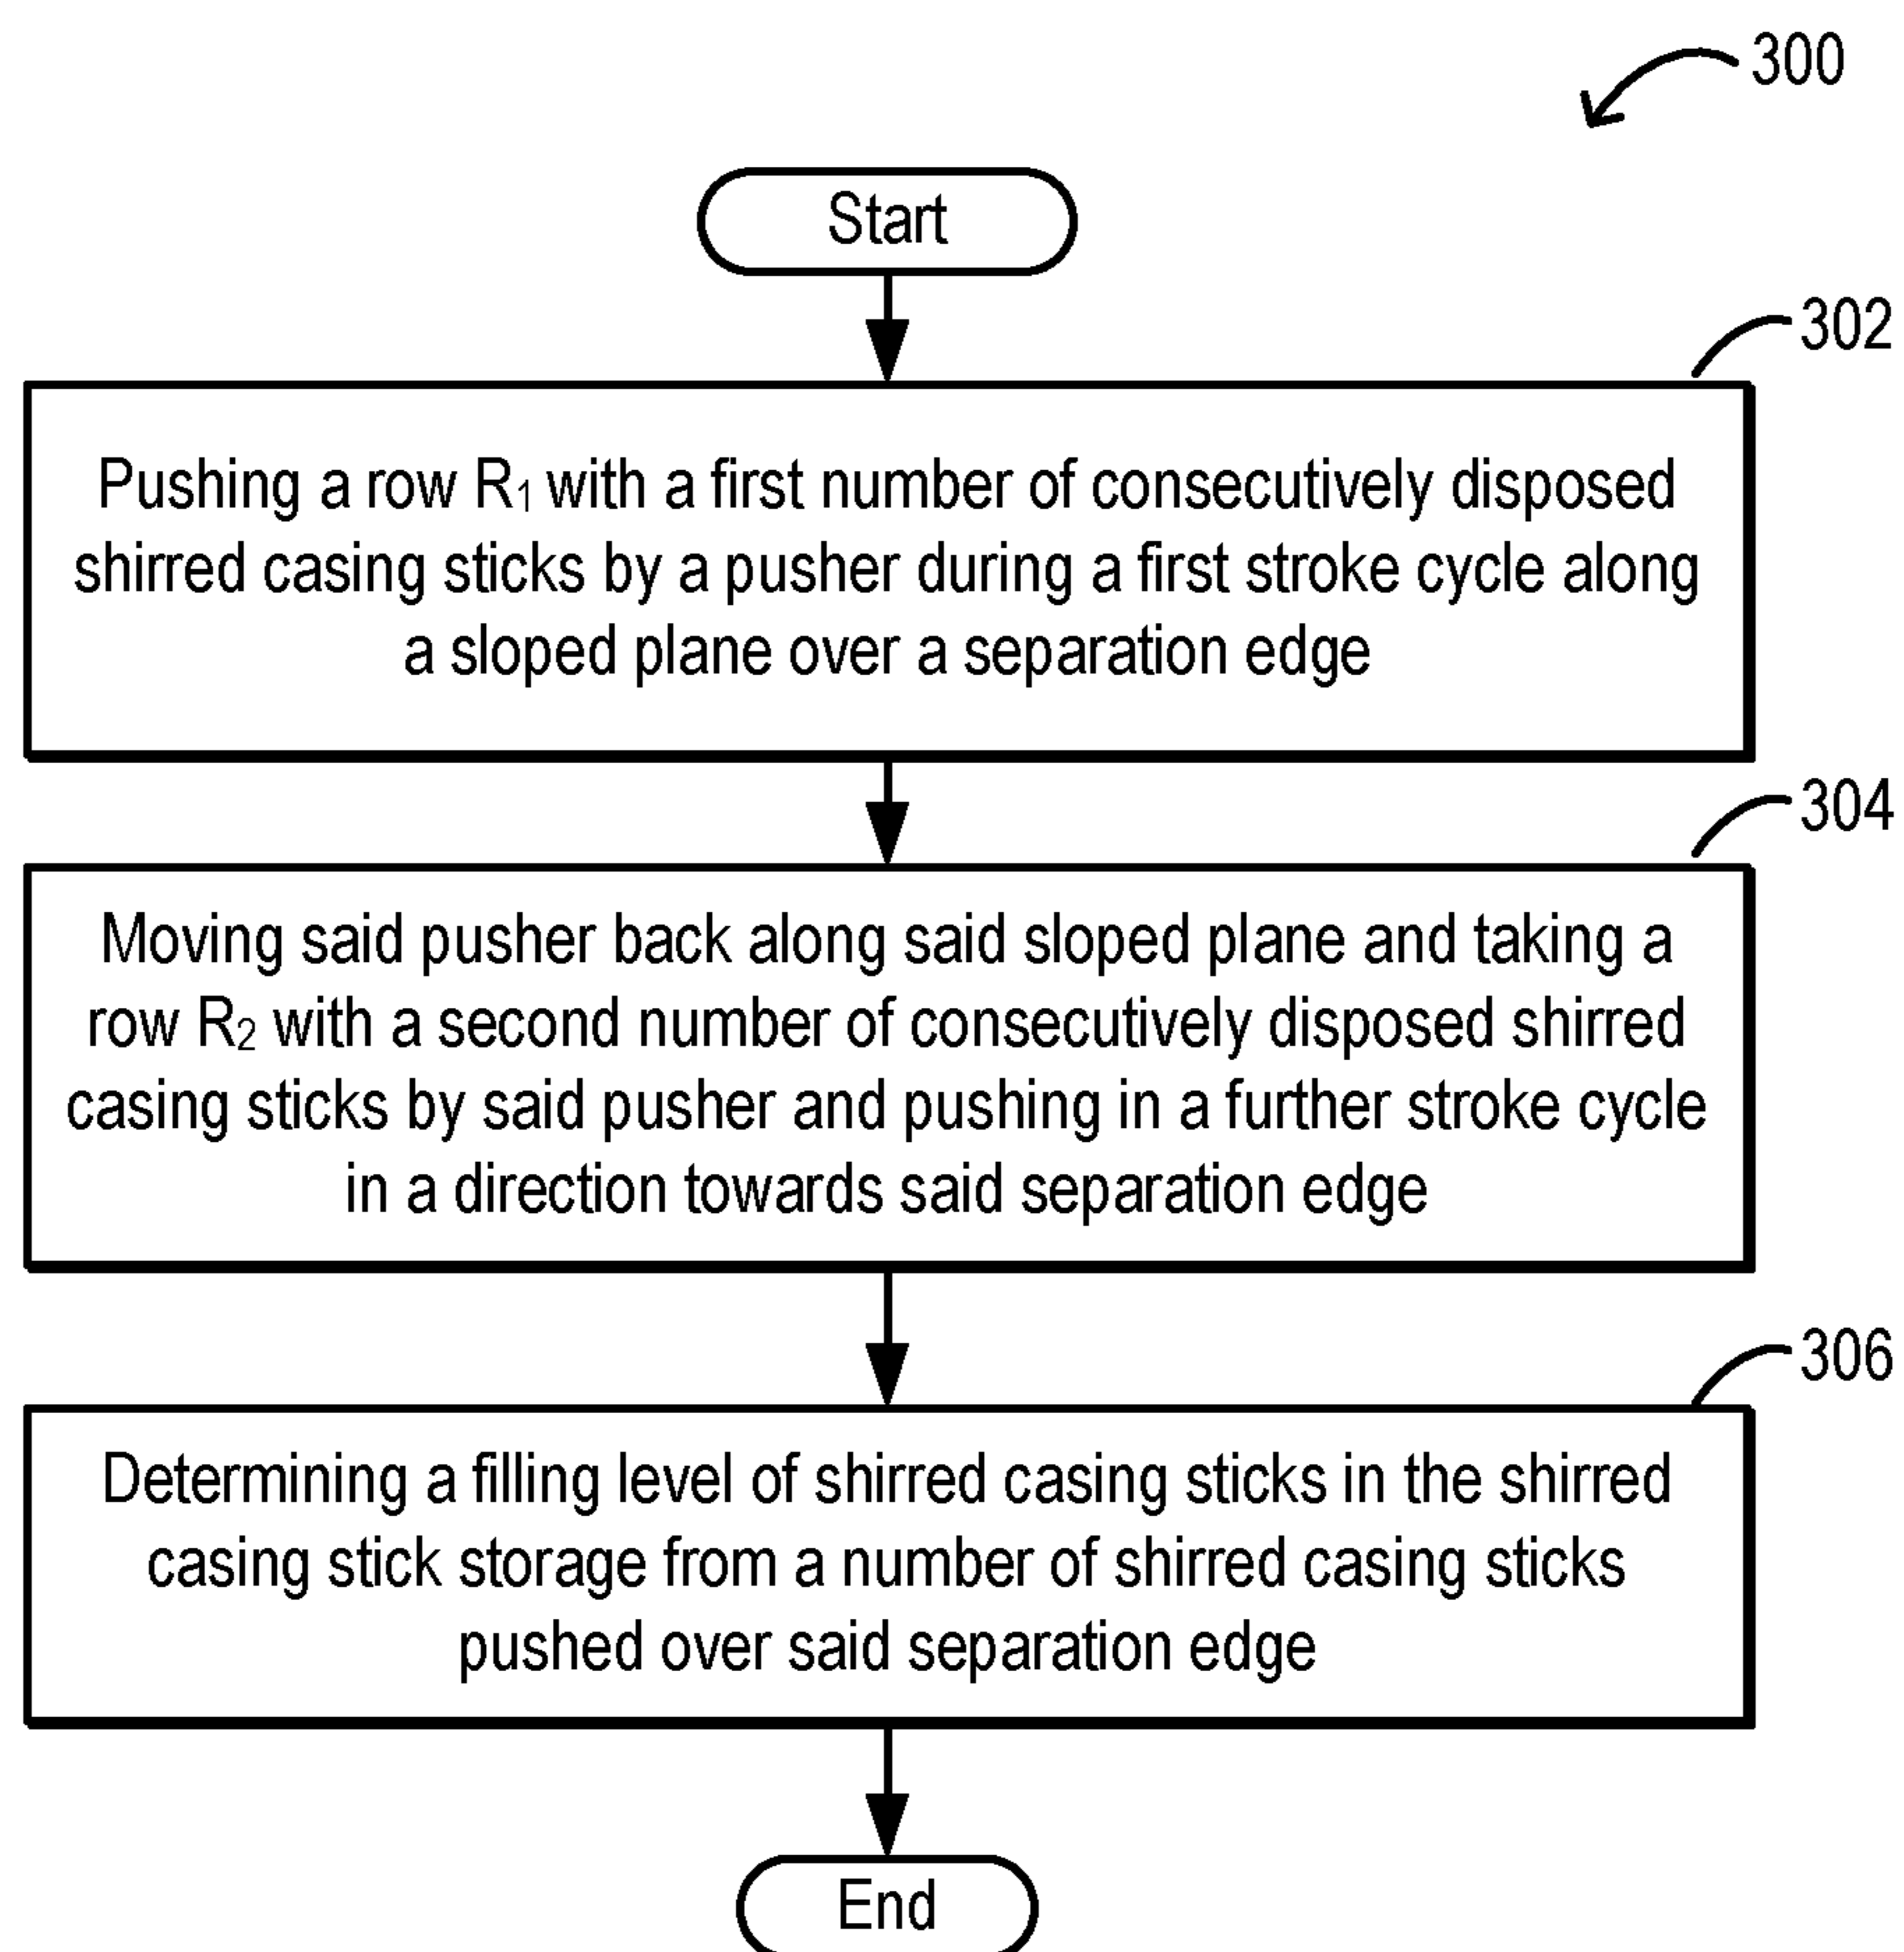 300
Start
302
Pushing a row R₁ with a first number of consecutively disposed
shirred casing sticks by a pusher during a first stroke cycle along
a sloped plane over a separation edge
304
Moving said pusher back along said sloped plane and taking a
row R₂ with a second number of consecutively disposed shirred
casing sticks by said pusher and pushing in a further stroke cycle
in a direction towards said separation edge
306
Determining a filling level of shirred casing sticks in the shirred
casing stick storage from a number of shirred casing sticks
pushed over said separation edge
End